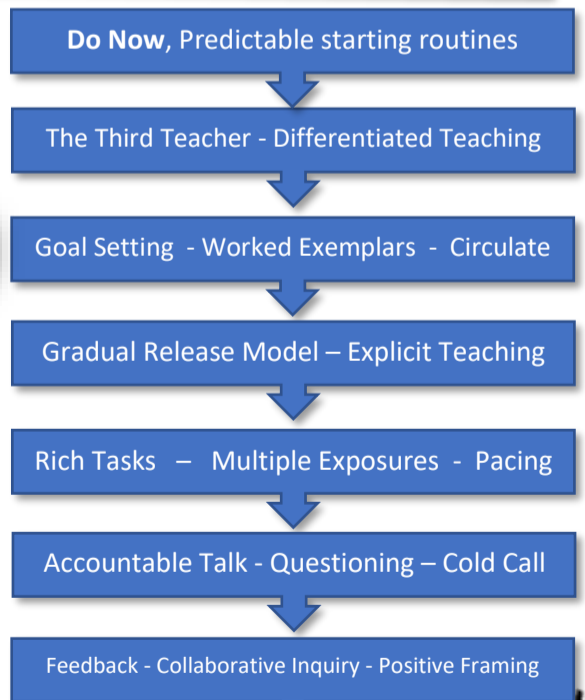 Do Now, Predictable starting routines
The Third Teacher - Differentiated Teaching
Goal Setting - Worked Exemplars - Circulate
Gradual Release Model – Explicit Teaching
Rich Tasks – Multiple Exposures - Pacing
Accountable Talk - Questioning – Cold Call
Feedback - Collaborative Inquiry - Positive Framing